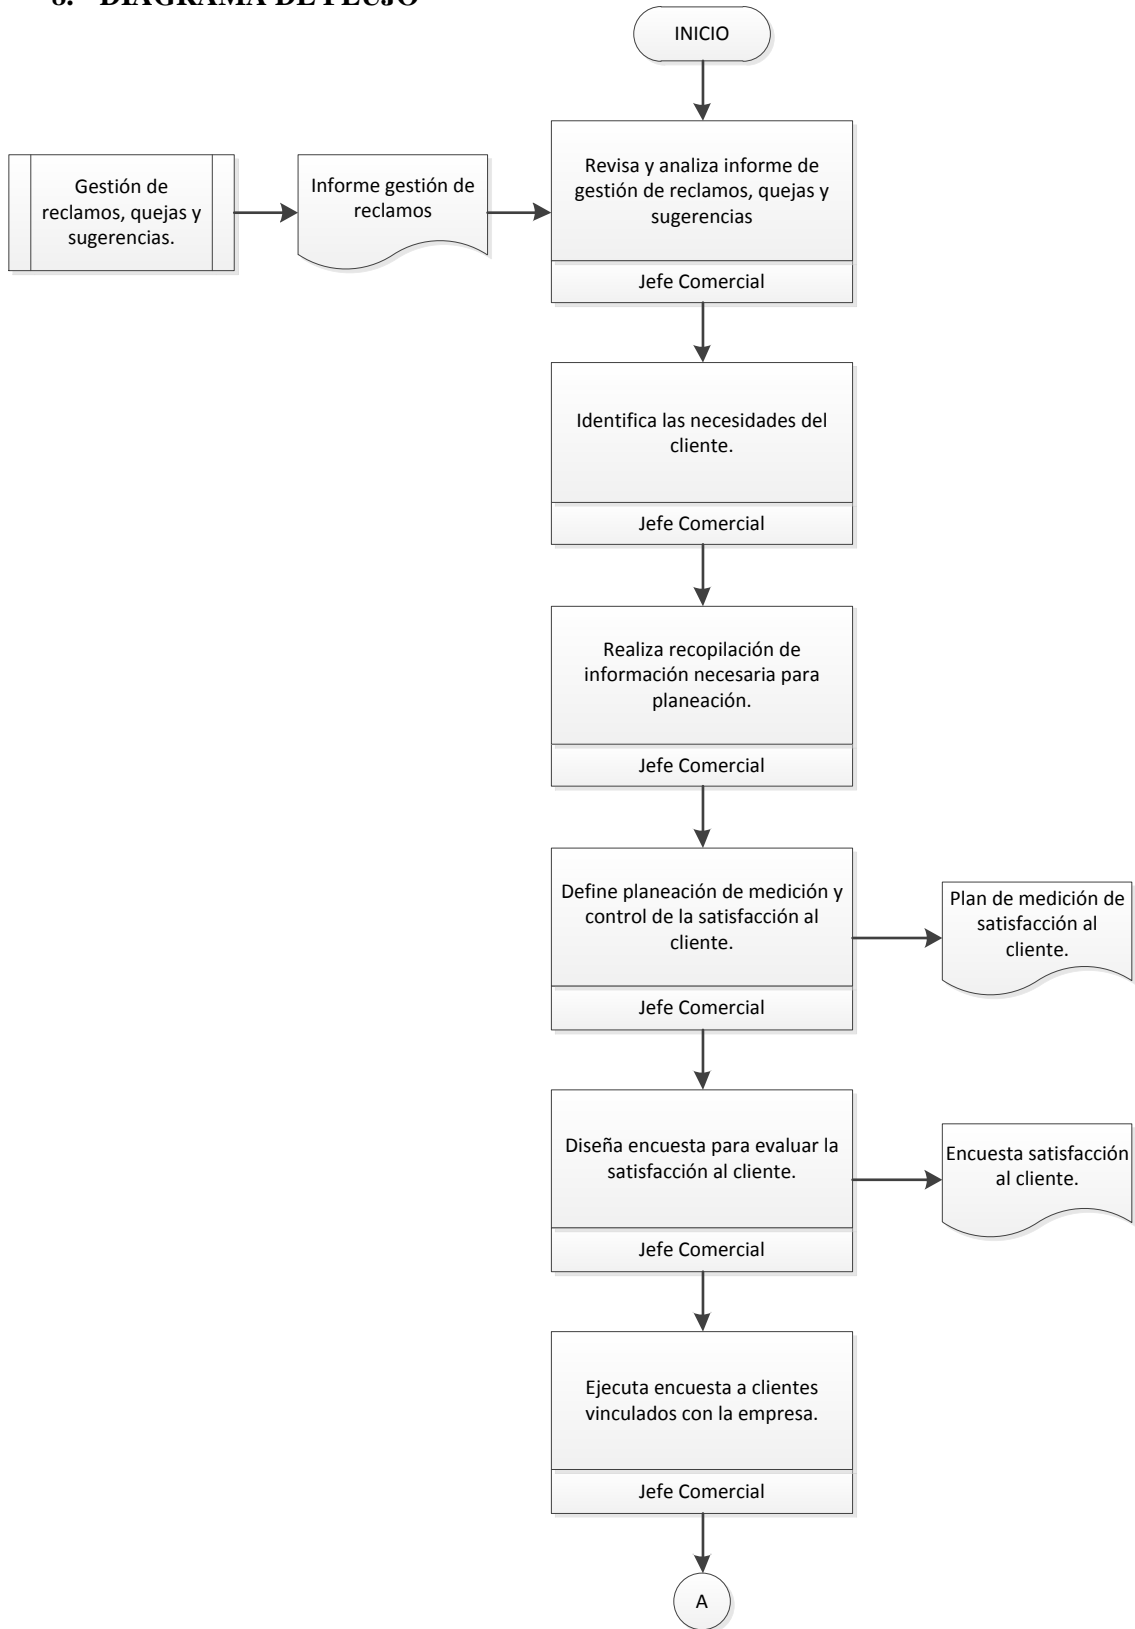 8. DIAGRAMA DE FLUJO
INICIO
Gestión de
reclamos, quejas y
sugerencias.
Informe gestión de
reclamos
Revisa y analiza informe de
gestión de reclamos, quejas y
sugerencias
Jefe Comercial
Identifica las necesidades del
cliente.
Jefe Comercial
Realiza recopilación de
información necesaria para
planeación.
Jefe Comercial
Define planeación de medición y
control de la satisfacción al
cliente.
Jefe Comercial
Plan de medición de
satisfacción al
cliente.
Diseña encuesta para evaluar la
satisfacción al cliente.
Jefe Comercial
Encuesta satisfacción
al cliente.
Ejecuta encuesta a clientes
vinculados con la empresa.
Jefe Comercial
A